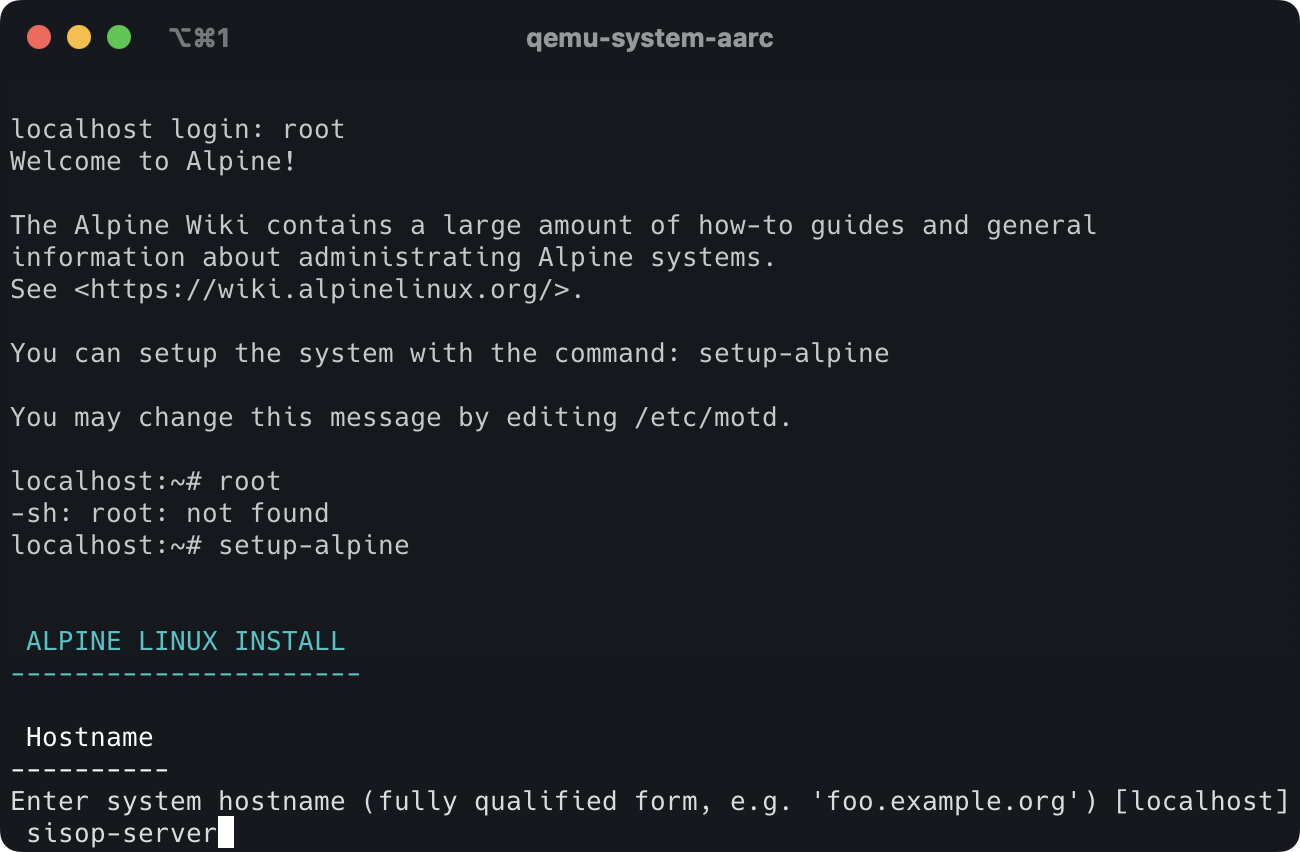 ⌥⌘1 qemu-system-aarc
localhost login: root
Welcome to Alpine!
The Alpine Wiki contains a large amount of how-to guides and general
information about administrating Alpine systems.
See <https://wiki.alpinelinux.org/>.
You can setup the system with the command: setup-alpine
You may change this message by editing /etc/motd.
localhost:~# root
-sh: root: not found
localhost:~# setup-alpine
ALPINE LINUX INSTALL
----------------------
Hostname
----------
Enter system hostname (fully qualified form, e.g. 'foo.example.org') [localhost]
sisop-server